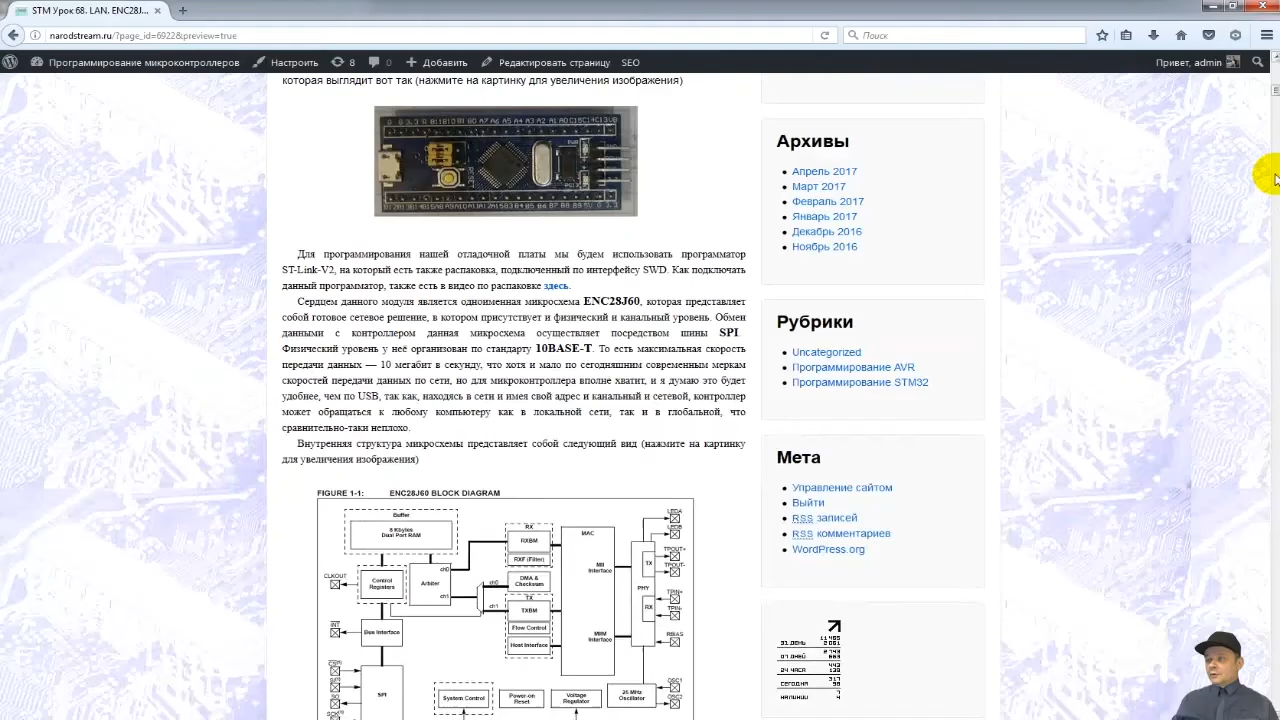 STM Урок 68. LAN. ENC28J...
narodstream.ru/?page_id=6922&preview=true
Поиск
Программирование микроконтроллеров
Настроить
8
0
Добавить
Редактировать страницу
SEO
Привет, admin
которая выглядит вот так (нажмите на картинку для увеличения изображения)
Для программирования нашей отладочной платы мы будем использовать программатор
ST-Link-V2, на который есть также распаковка, подключенный по интерфейсу SWD. Как подключать
данный программатор, также есть в видео по распаковке здесь.
Сердцем данного модуля является одноименная микросхема ENC28J60, которая представляет
собой готовое сетевое решение, в котором присутствует и физический и канальный уровень. Обмен
данными с контроллером данная микросхема осуществляет посредством шины SPI.
Физический уровень у неё организован по стандарту 10BASE-T. То есть максимальная скорость
передачи данных — 10 мегабит в секунду, что хотя и мало по сегодняшним современным меркам
скоростей передачи данных по сети, но для микроконтроллера вполне хватит, и я думаю это будет
удобнее, чем по USB, так как, находясь в сети и имея свой адрес и канальный и сетевой, контроллер
может обращаться к любому компьютеру как в локальной сети, так и в глобальной, что
сравнительно-таки неплохо.
Внутренняя структура микросхемы представляет собой следующий вид (нажмите на картинку
для увеличения изображения)
FIGURE 1-1: ENC28J60 BLOCK DIAGRAM
Buffer
8 Kbytes
Dual Port RAM
CLKOUT
Control
Registers
Arbiter
ch0
ch1
INT
Bus Interface
SPI
SO
RX
RXBM
RXF (Filter)
ch0
DMA &
Checksum
ch1
TX
TXBM
Flow Control
Host Interface
MAC
MII
Interface
MIIM
Interface
PHY
TX
RX
LEDA
LEDB
TPOUT+
TPOUT-
TPIN+
TPIN-
RBIAS
OSC1
OSC2
System Control
Power-on
Reset
Voltage
Regulator
25 MHz
Oscillator
Архивы
Апрель 2017
Март 2017
Февраль 2017
Январь 2017
Декабрь 2016
Ноябрь 2016
Рубрики
Uncategorized
Программирование AVR
Программирование STM32
Мета
Управление сайтом
Выйти
RSS записей
RSS комментариев
WordPress.org
31 ДЕНЬ
07 ДНЕЙ
24 ЧАСА
СЕГОДНЯ